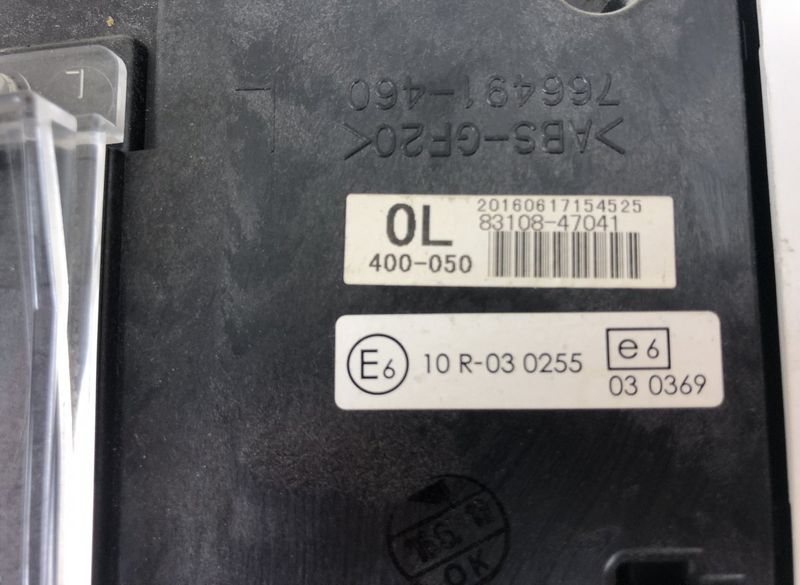 L
L
766491-460
>ABS-GF20<
20160617154525
0L
83108-47041
400-050
E6
10 R-03 0255
e6
03 0369
OK